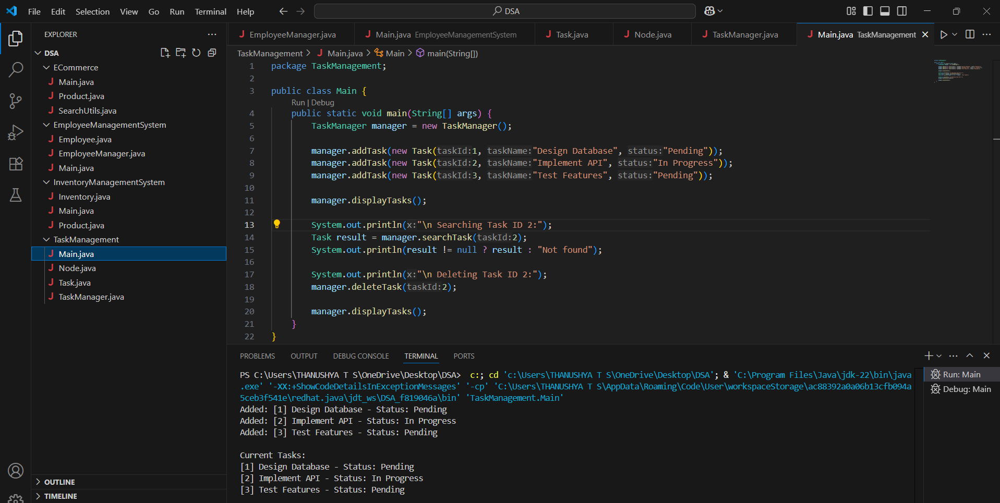 File Edit Selection View Go Run Terminal Help
DSA
EXPLORER
DSA
ECommerce
J Main.java
J Product.java
J SearchUtils.java
EmployeeManagementSystem
J Employee.java
J EmployeeManager.java
J Main.java
InventoryManagementSystem
J Inventory.java
J Main.java
J Product.java
TaskManagement
J Main.java
J Node.java
J Task.java
J TaskManager.java
OUTLINE
TIMELINE
J EmployeeManager.java J Main.java EmployeeManagementSystem J Task.java J Node.java J TaskManager.java J Main.java TaskManagement
TaskManagement > J Main.java > Main > main(String[])
1 package TaskManagement;
2
3 public class Main {
Run | Debug
4 public static void main(String[] args) {
5 TaskManager manager = new TaskManager();
6
7 manager.addTask(new Task(taskId:1, taskName:"Design Database", status:"Pending"));
8 manager.addTask(new Task(taskId:2, taskName:"Implement API", status:"In Progress"));
9 manager.addTask(new Task(taskId:3, taskName:"Test Features", status:"Pending"));
10
11 manager.displayTasks();
12
13 System.out.println(x:"\n Searching Task ID 2:");
14 Task result = manager.searchTask(taskId:2);
15 System.out.println(result != null ? result : "Not found");
16
17 System.out.println(x:"\n Deleting Task ID 2:");
18 manager.deleteTask(taskId:2);
19
20 manager.displayTasks();
21 }
22 }
PROBLEMS OUTPUT DEBUG CONSOLE TERMINAL PORTS
PS C:\Users\THANUSHYA T S\OneDrive\Desktop\DSA> c:; cd 'c:\Users\THANUSHYA T S\OneDrive\Desktop\DSA'; & 'C:\Program Files\Java\jdk-22\bin\java
.exe' '-XX:+ShowCodeDetailsInExceptionMessages' '-cp' 'C:\Users\THANUSHYA T S\AppData\Roaming\Code\User\workspaceStorage\ac88392a0a06b13cfb094a
5ceb3f541e\redhat.java\jdt_ws\DSA_f819046a\bin' 'TaskManagement.Main'
Added: [1] Design Database - Status: Pending
Added: [2] Implement API - Status: In Progress
Added: [3] Test Features - Status: Pending
Current Tasks:
[1] Design Database - Status: Pending
[2] Implement API - Status: In Progress
[3] Test Features - Status: Pending
Run: Main
Debug: Main